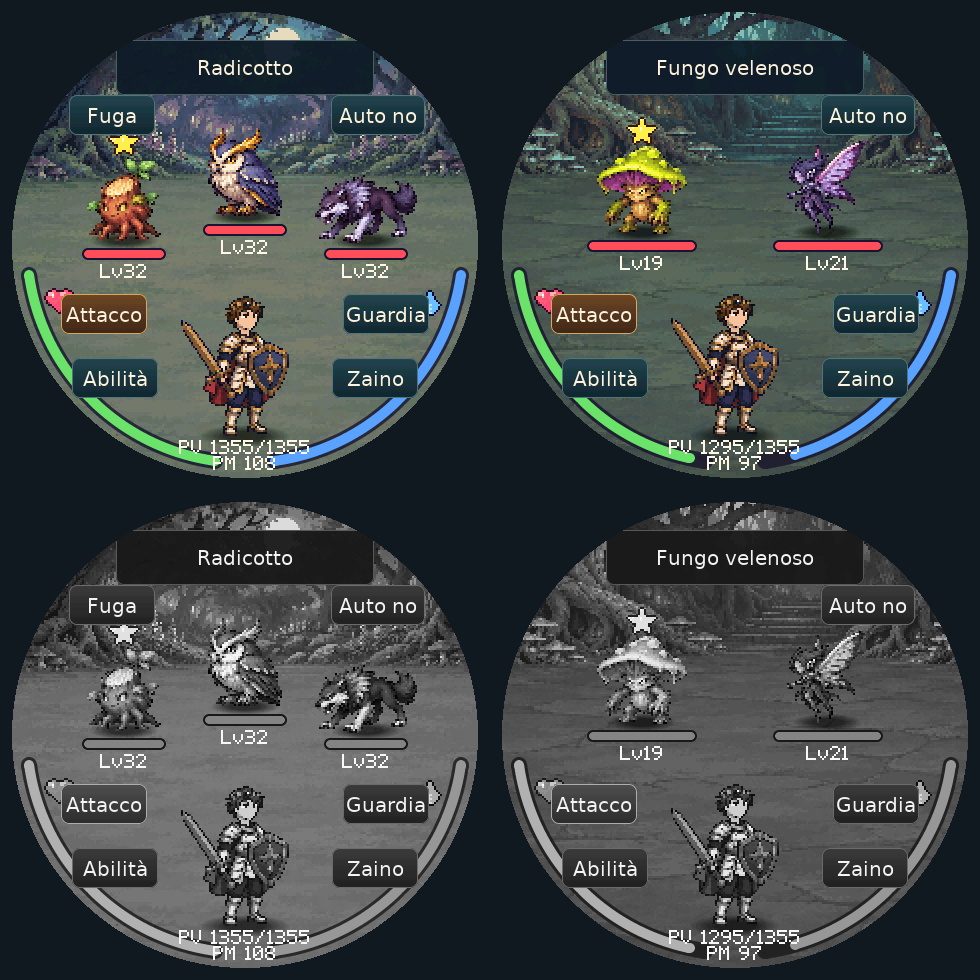 Radicotto
Fuga
Auto no
Lv32
Lv32
Lv32
Attacco
Guardia
Abilità
Zaino
PV 1355/1355
PM 108
Fungo velenoso
Auto no
Lv19
Lv21
Attacco
Guardia
Abilità
Zaino
PV 1295/1355
PM 97
Radicotto
Fuga
Auto no
Lv32
Lv32
Lv32
Attacco
Guardia
Abilità
Zaino
PV 1355/1355
PM 108
Fungo velenoso
Auto no
Lv19
Lv21
Attacco
Guardia
Abilità
Zaino
PV 1295/1355
PM 97